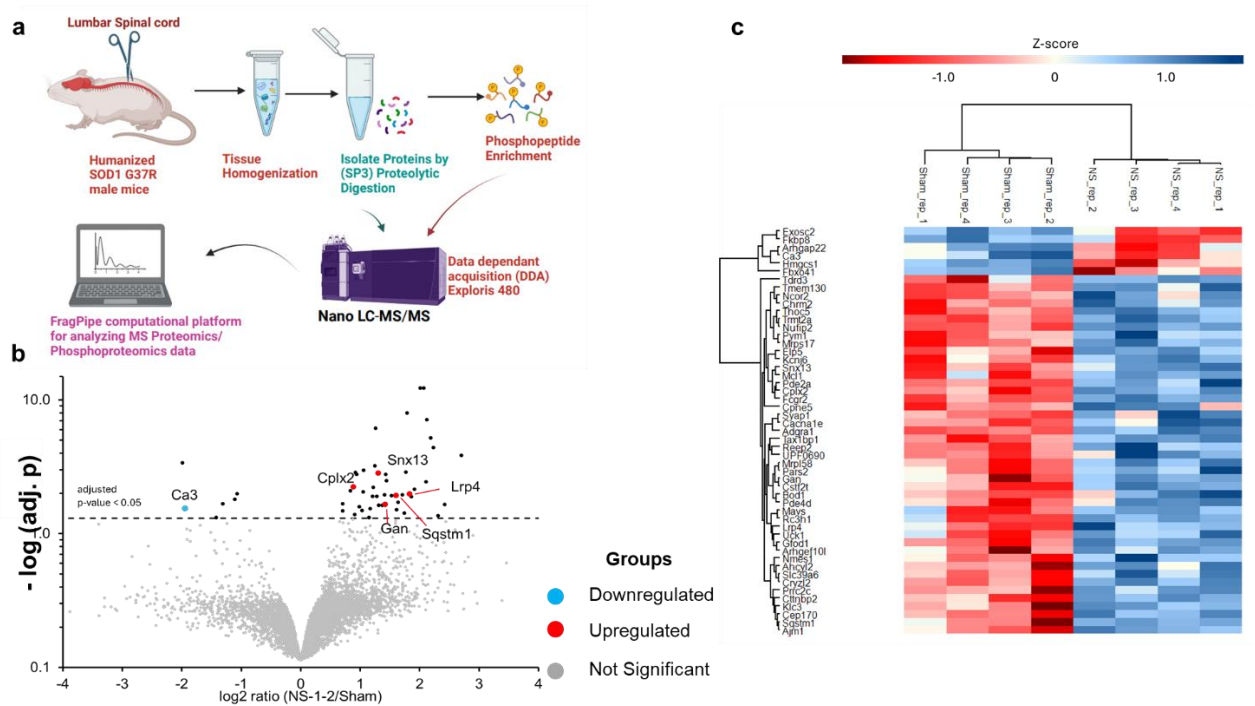 a
Lumbar Spinal cord
Humanized
SOD1 G37R
male mice
Tissue
Homogenization
Isolate Proteins by
(SP3) Proteolytic
Digestion
Phosphopeptide
Enrichment
P
P
P
P
P
P
Data dependant
acquisition (DDA)
Exploris 480
Nano LC-MS/MS
FragPipe computational platform
for analyzing MS Proteomics/
Phosphoproteomics data
b
- log (adj. p)
10.0
1.0
0.1
adjusted
p-value < 0.05
Ca3
Cplx2
Snx13
Lrp4
Gan
Sqstm1
-4
-3
-2
-1
0
1
2
3
4
log2 ratio (NS-1-2/Sham)
Groups
Downregulated
Upregulated
Not Significant
c
Z-score
-1.0
0
1.0
Sham_rep_1
Sham_rep_4
Sham_rep_3
Sham_rep_2
NS_rep_2
NS_rep_3
NS_rep_4
NS_rep_1
Exosc2
Fkbp8
Arhgap22
Ca3
Hmgcs1
Fbxo41
Tdrd3
Tmem130
Ncor2
Chrm2
Thoc5
Trmt2a
Nufip2
Pym1
Mrps17
Elp5
Kcnj6
Snx13
Mcl1
Pde2a
Cplx2
Fcgr2
Cpne5
Syap1
Cacna1e
Adgra1
Tax1bp1
Reep2
UPF0690
Mrpl58
Pars2
Gan
Cstf2t
Bod1
Pde4d
Mavs
Rc3h1
Lrp4
Uck1
Gfod1
Arhgef10l
Nmes1
Ahcyl2
Slc39a6
Cryzl2
Prrc2c
Cttnbp2
Klc3
Cep170
Sqstm1
Ajm1